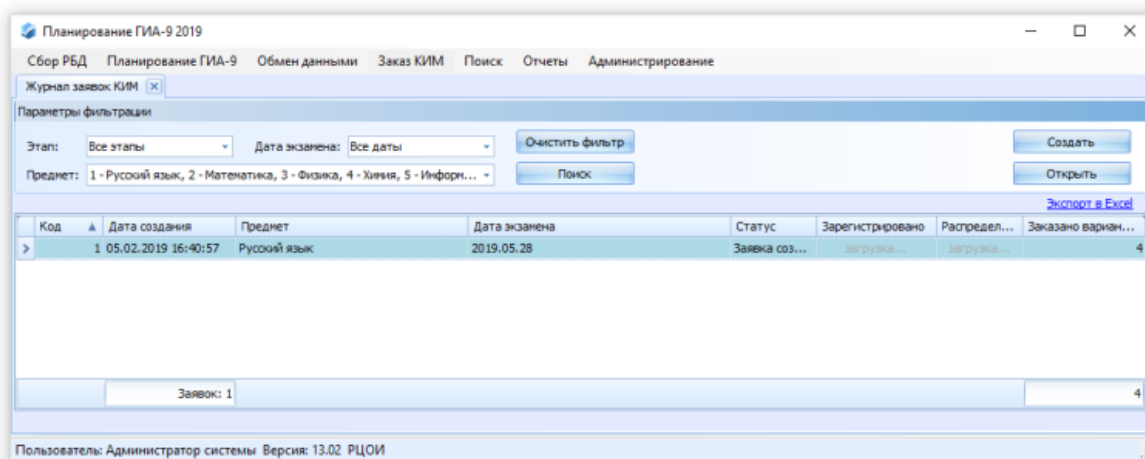 Планирование ГИА-9 2019
Сбор РБД Планирование ГИА-9 Обмен данными Заказ КИМ Поиск Отчеты Администрирование
Журнал заявок КИМ
Параметры фильтрации
Этап: Все этапы Дата экзамена: Все даты Очистить фильтр Создать
Предмет: 1 - Русский язык, 2 - Математика, 3 - Физика, 4 - Химия, 5 - Информ... Поиск Открыть
Экспорт в Excel
Код Дата создания Предмет Дата экзамена Статус Зарегистрировано Распредел... Заказано вариан...
1 05.02.2019 16:40:57 Русский язык 2019.05.28 Заявка соз... загрузка... загрузка... 4
Заявок: 1 4
Пользователь: Администратор системы Версия: 13.02 РЦОИ